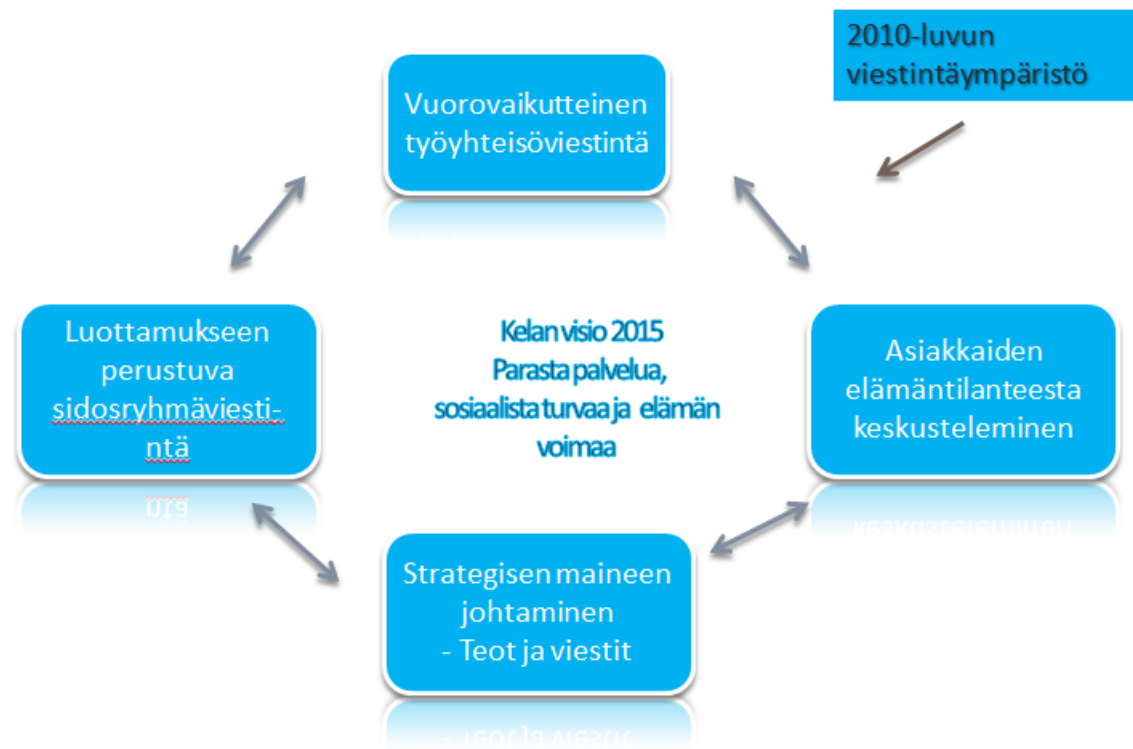 2010-luvun
viestintäympäristö
Vuorovaikutteinen
työyhteisöviestintä
Luottamukseen
perustuva
sidosryhmäviesti-
ntä
Kelan visio 2015
Parasta palvelua,
sosiaalista turvaa ja elämän
voimaa
Asiakkaiden
elämäntilanteesta
keskusteleminen
Strategisen maineen
johtaminen
- Teot ja viestit